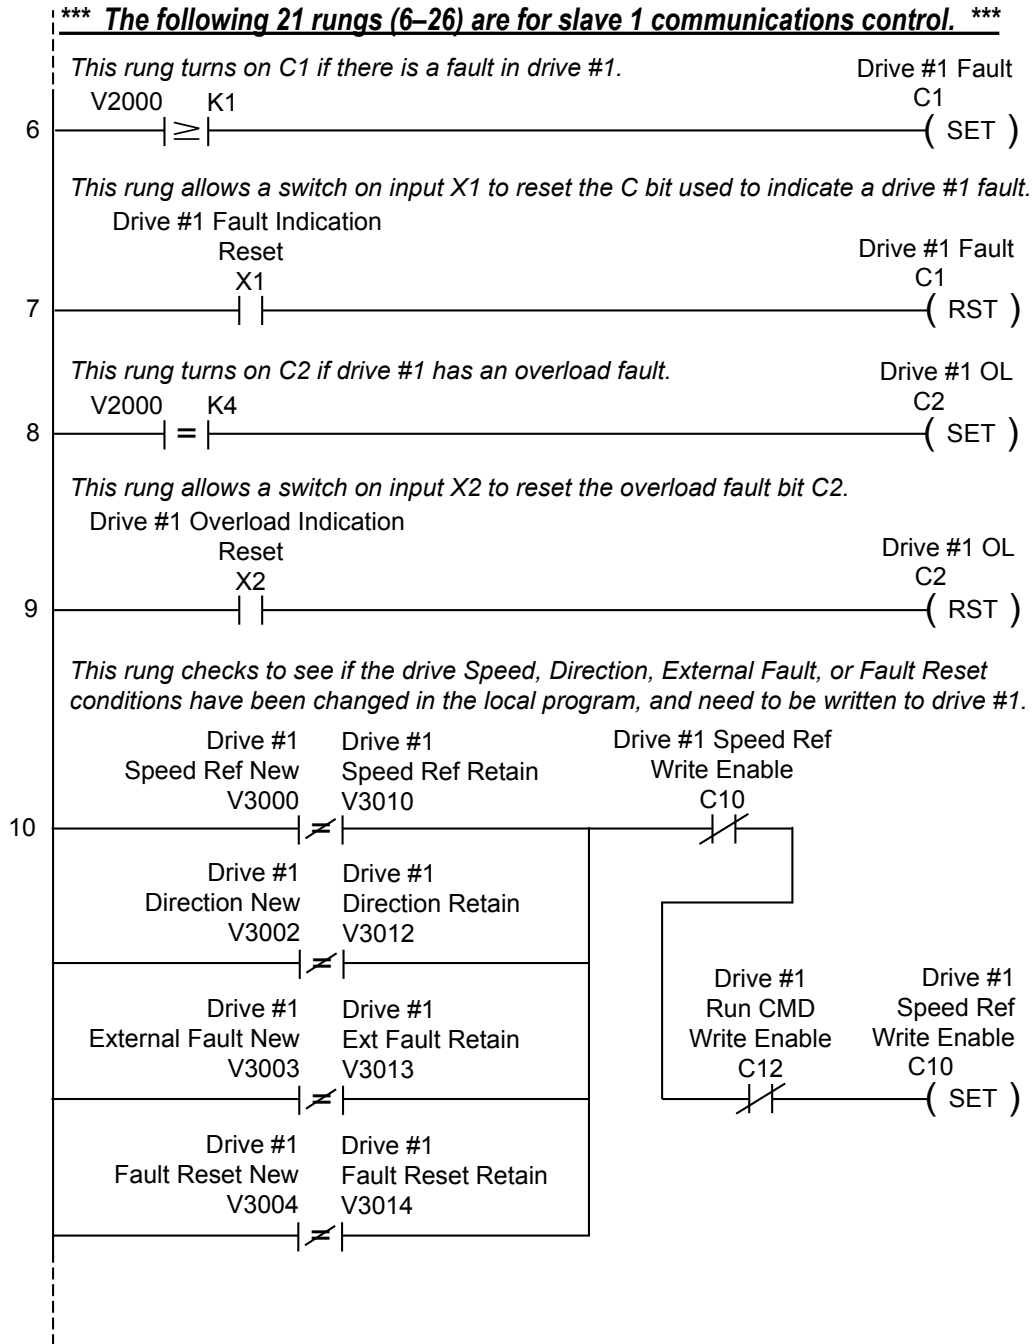 *** The following 21 rungs (6–26) are for slave 1 communications control. ***
This rung turns on C1 if there is a fault in drive #1.
Drive #1 Fault
V2000 K1
C1
6
≥
( SET )
This rung allows a switch on input X1 to reset the C bit used to indicate a drive #1 fault.
Drive #1 Fault Indication
Reset
X1
Drive #1 Fault
C1
7
( RST )
This rung turns on C2 if drive #1 has an overload fault.
Drive #1 OL
V2000 K4
C2
8
=
( SET )
This rung allows a switch on input X2 to reset the overload fault bit C2.
Drive #1 Overload Indication
Reset
X2
Drive #1 OL
C2
9
( RST )
This rung checks to see if the drive Speed, Direction, External Fault, or Fault Reset
conditions have been changed in the local program, and need to be written to drive #1.
Drive #1
Speed Ref New
V3000
Drive #1
Speed Ref Retain
V3010
Drive #1 Speed Ref
Write Enable
C10
10
≠
Drive #1
Direction New
V3002
Drive #1
Direction Retain
V3012
≠
Drive #1
External Fault New
V3003
Drive #1
Ext Fault Retain
V3013
≠
Drive #1
Run CMD
Write Enable
C12
Drive #1
Speed Ref
Write Enable
C10
( SET )
Drive #1
Fault Reset New
V3004
Drive #1
Fault Reset Retain
V3014
≠